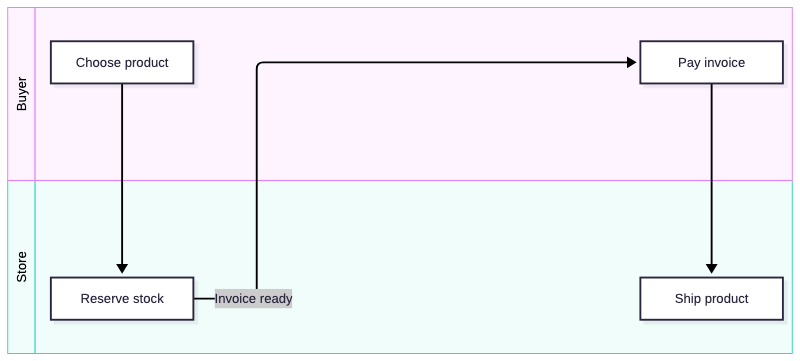 Buyer
Choose product
Pay invoice
Store
Reserve stock
Invoice ready
Ship product